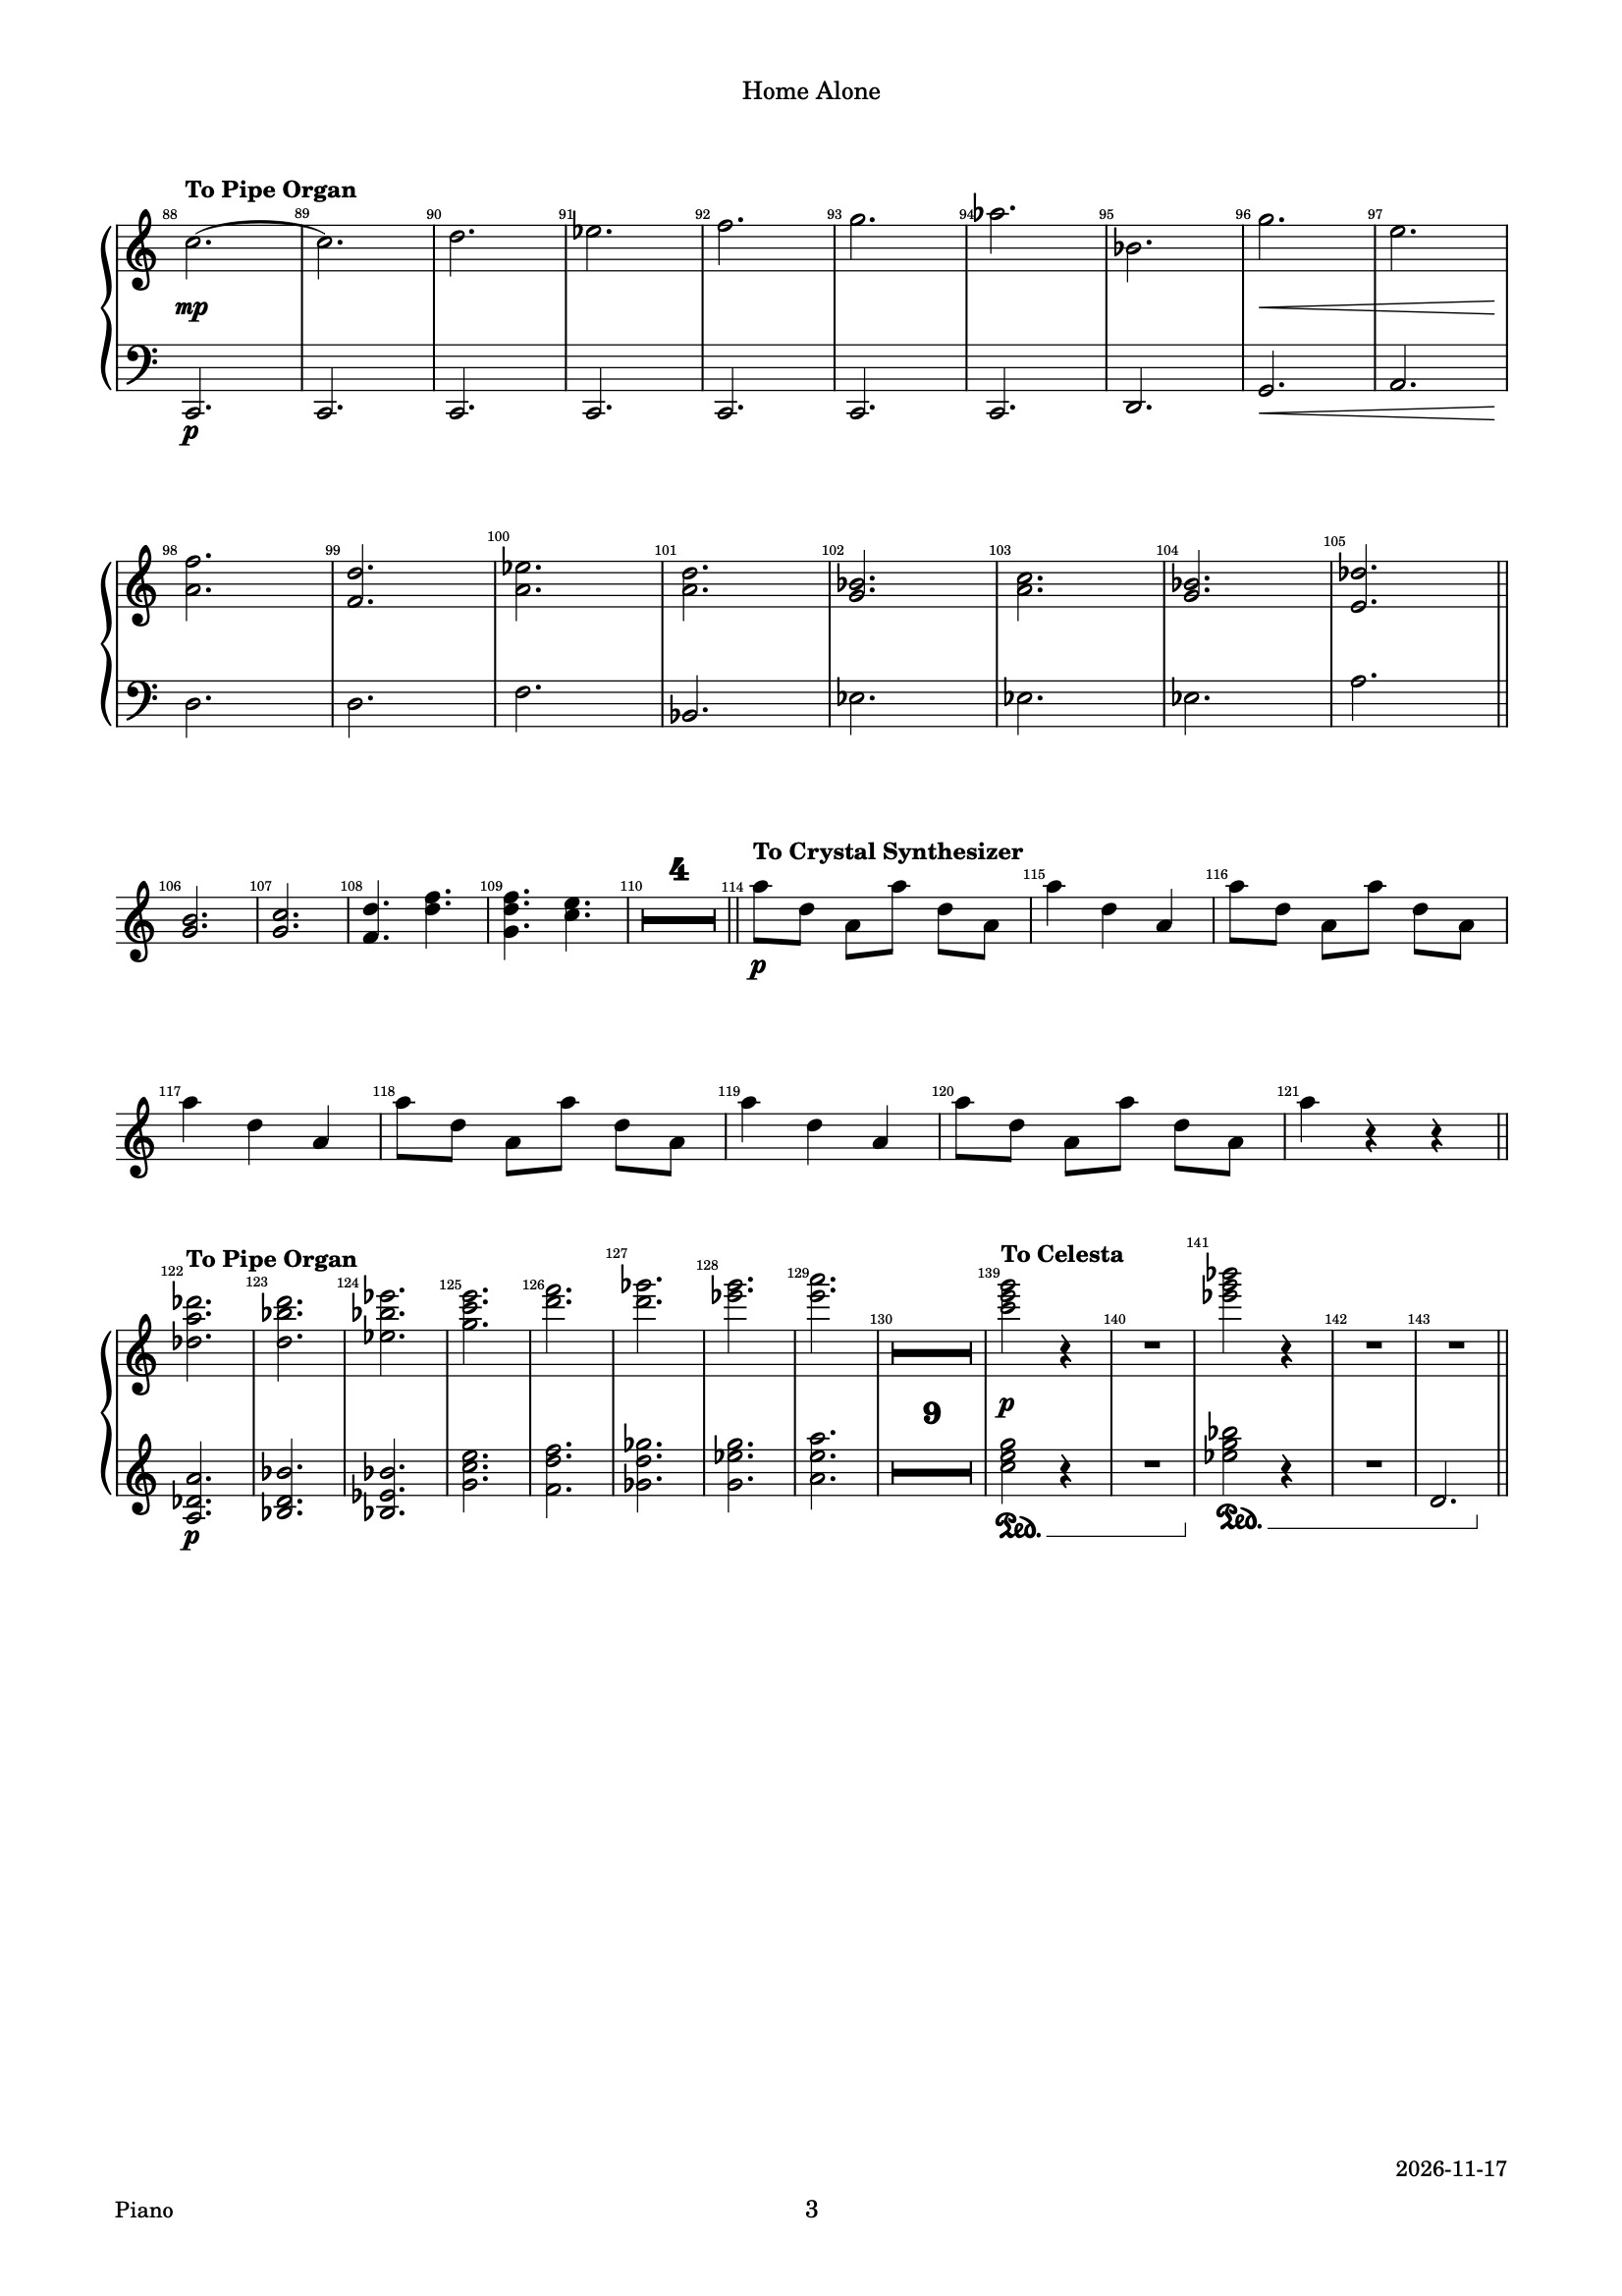 Home Alone
To Pipe Organ
88 89 90 91 92 93 94 95 96 97
mp
p
98 99 100 101 102 103 104 105
To Crystal Synthesizer
4
106 107 108 109 110 114 115 116
p
117 118 119 120 121
To Pipe Organ To Celesta
122 123 124 125 126 127 128 129 130 139 140 141 142 143
p
9
p
Ped. Ped.
2026-11-17
Piano 3